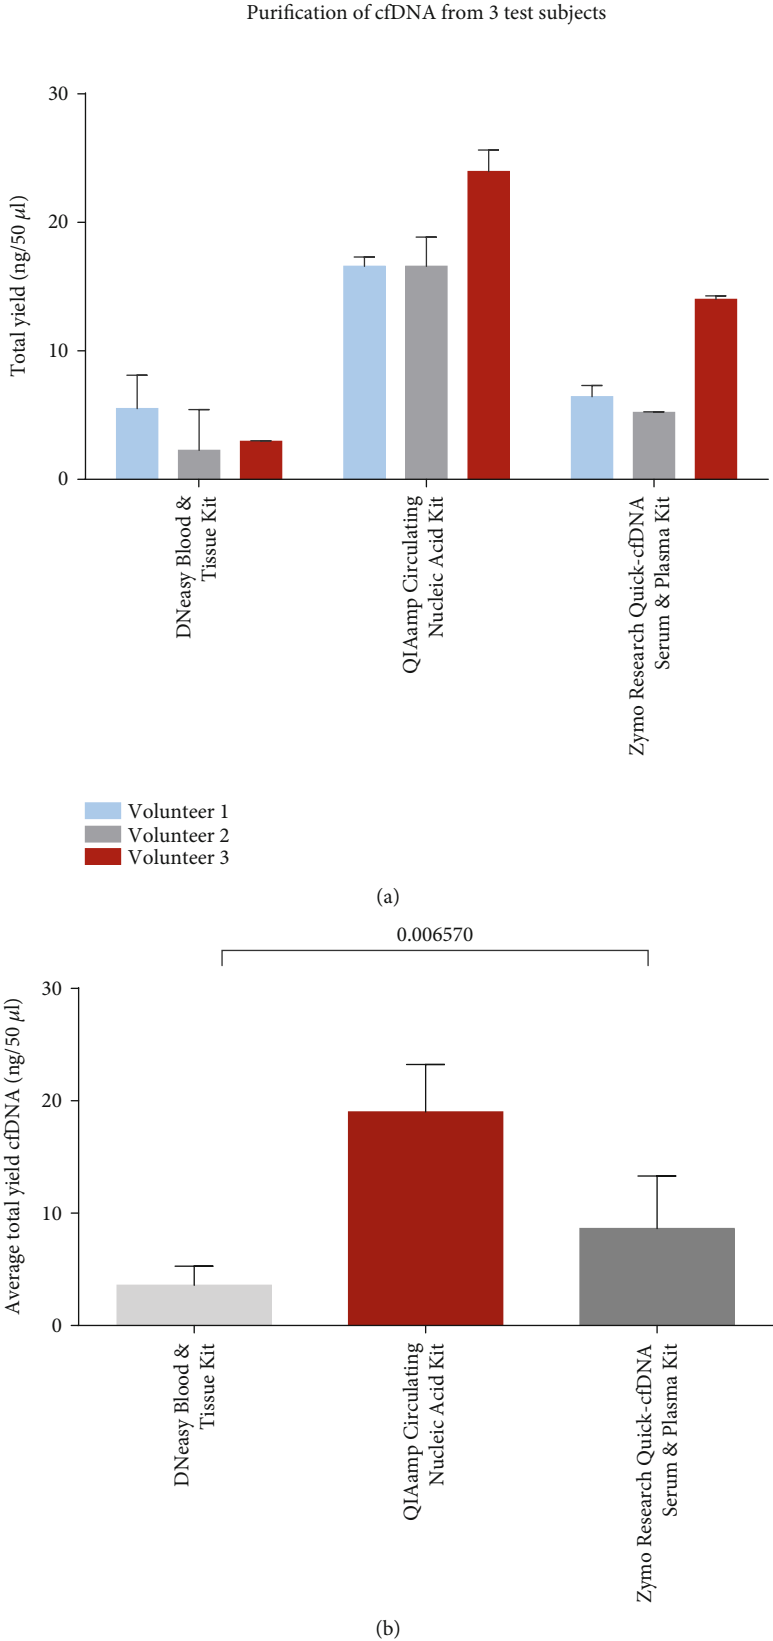 Purification of cfDNA from 3 test subjects
30
20
10
0
Total yield (ng/50 μl)
DNeasy Blood &
Tissue Kit
QIAamp Circulating
Nucleic Acid Kit
Zymo Research Quick-cfDNA
Serum & Plasma Kit
Volunteer 1
Volunteer 2
Volunteer 3
(a)
0.006570
30
20
10
0
Average total yield cfDNA (ng/50 μl)
DNeasy Blood &
Tissue Kit
QIAamp Circulating
Nucleic Acid Kit
Zymo Research Quick-cfDNA
Serum & Plasma Kit
(b)